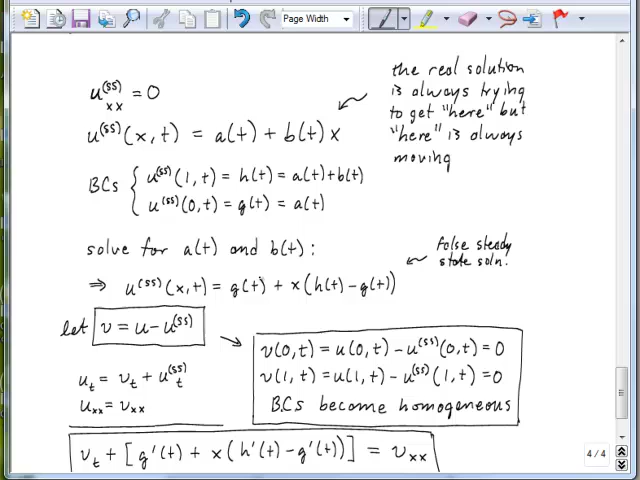 Page Width
the real solution
is always trying
to get "here" but
"here" is always
moving
u^(ss)_xx = 0
u^(ss)(x,t) = a(t) + b(t)x
BCs { u^(ss)(1,t) = h(t) = a(t)+b(t)
u^(ss)(0,t) = g(t) = a(t)
solve for a(t) and b(t):
False steady
state soln.
⇒ u^(ss)(x,t) = g(t) + x(h(t) - g(t))
let v = u - u^(ss)
v(0,t) = u(0,t) - u^(ss)(0,t) = 0
v(1,t) = u(1,t) - u^(ss)(1,t) = 0
BCs become homogeneous
u_t = v_t + u^(ss)_t
u_xx = v_xx
v_t + [g'(t) + x(h'(t) - g'(t))] = v_xx
4/4